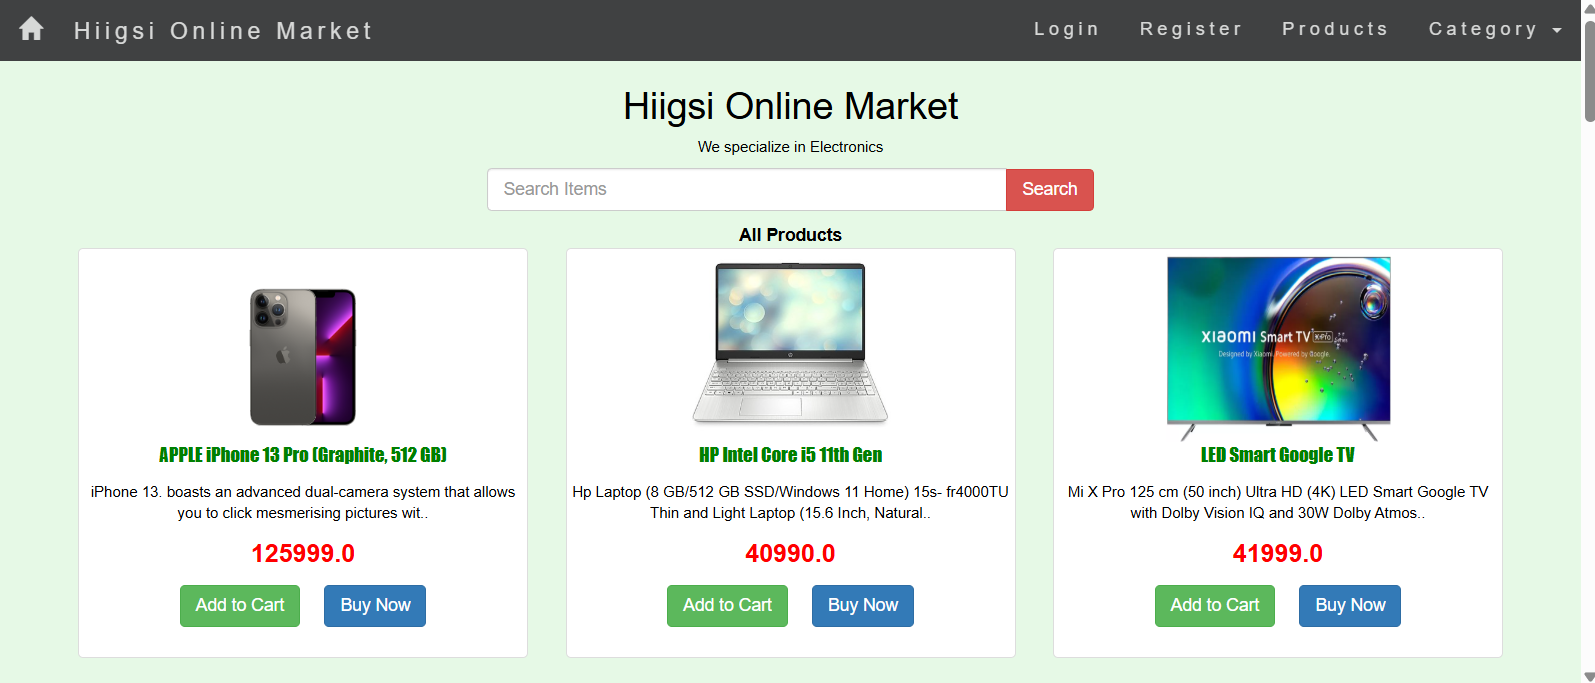 Hiigsi Online Market
Login
Register
Products
Category
Hiigsi Online Market
We specialize in Electronics
Search Items
Search
All Products
XIAOMI Smart TV X Pro Series
Designed by Xiaomi. Powered by Google.
APPLE iPhone 13 Pro (Graphite, 512 GB)
iPhone 13. boasts an advanced dual-camera system that allows
you to click mesmerising pictures wit..
125999.0
Add to Cart
Buy Now
HP Intel Core i5 11th Gen
Hp Laptop (8 GB/512 GB SSD/Windows 11 Home) 15s- fr4000TU
Thin and Light Laptop (15.6 Inch, Natural..
40990.0
Add to Cart
Buy Now
LED Smart Google TV
Mi X Pro 125 cm (50 inch) Ultra HD (4K) LED Smart Google TV
with Dolby Vision IQ and 30W Dolby Atmos..
41999.0
Add to Cart
Buy Now